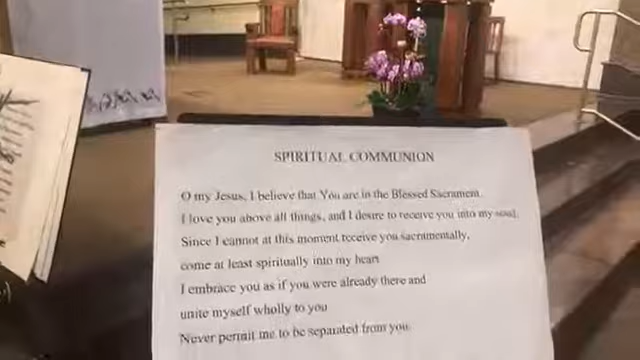 SPIRITUAL COMMUNION
O my Jesus, I believe that You are in the Blessed Sacrament.
I love you above all things, and I desire to receive you into my soul.
Since I cannot at this moment receive you sacramentally,
come at least spiritually into my heart
I embrace you as if you were already there and
unite myself wholly to you
Never permit me to be separated from you